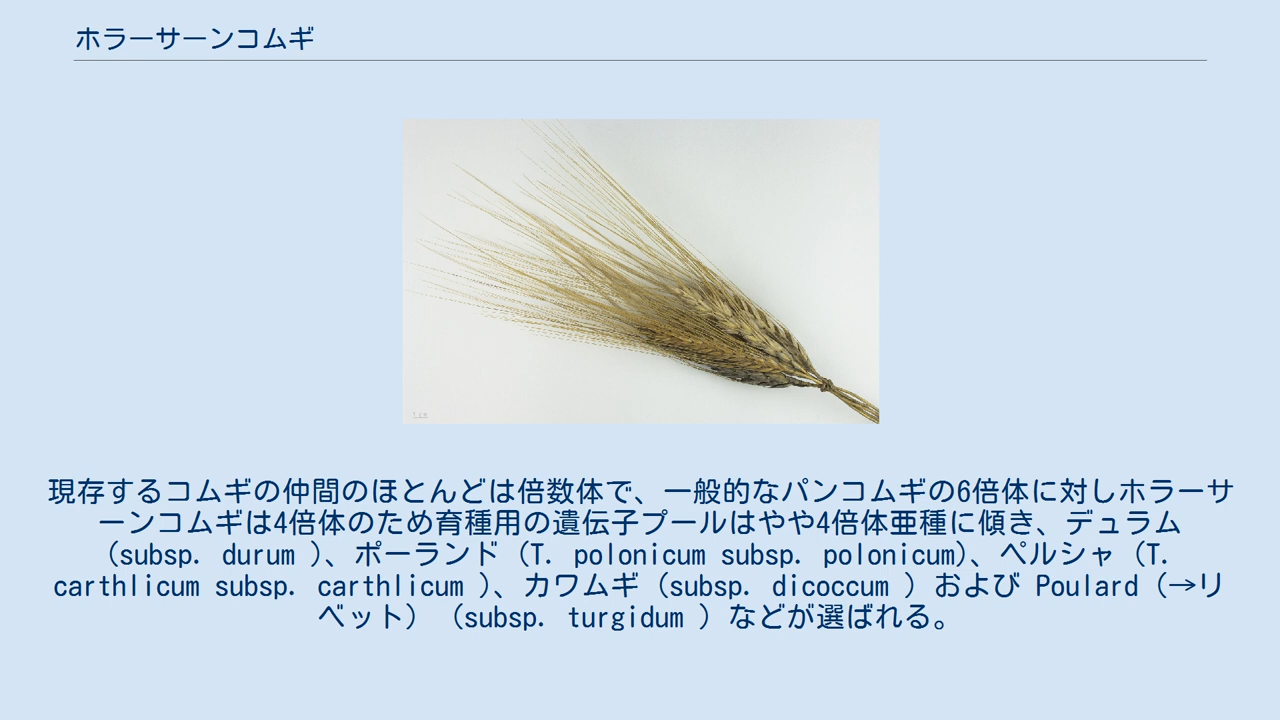 ホラーサーンコムギ
現存するコムギの仲間のほとんどは倍数体で、一般的なパンコムギの6倍体に対しホラーサ
ーンコムギは4倍体のため育種用の遺伝子プールはやや4倍体亜種に傾き、デュラム
（subsp. durum ）、ポーランド（T. polonicum subsp. polonicum）、ペルシャ（T.
carthlicum subsp. carthlicum ）、カワムギ（subsp. dicoccum ）および Poulard（→リ
ベット）（subsp. turgidum ）などが選ばれる。